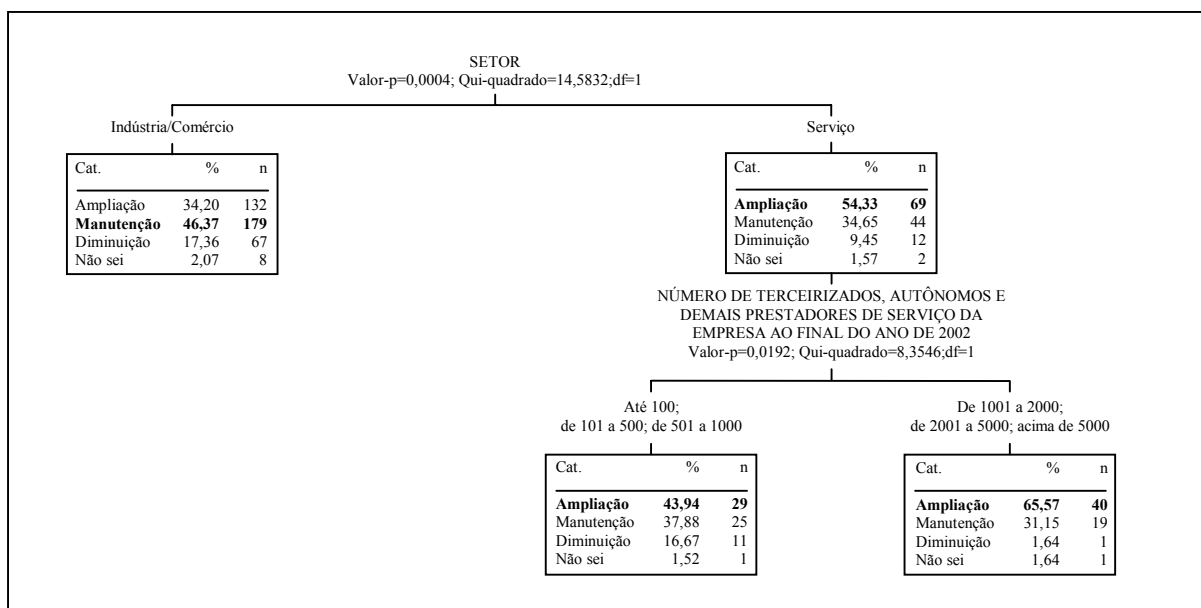 SETOR
Valor-p=0,0004; Qui-quadrado=14,5832;df=1
Indústria/Comércio
Cat. % n
Ampliação 34,20 132
Manutenção 46,37 179
Diminuição 17,36 67
Não sei 2,07 8
Serviço
Cat. % n
Ampliação 54,33 69
Manutenção 34,65 44
Diminuição 9,45 12
Não sei 1,57 2
NÚMERO DE TERCEIRIZADOS, AUTÔNOMOS E
DEMAIS PRESTADORES DE SERVIÇO DA
EMPRESA AO FINAL DO ANO DE 2002
Valor-p=0,0192; Qui-quadrado=8,3546;df=1
Até 100;
de 101 a 500; de 501 a 1000
Cat. % n
Ampliação 43,94 29
Manutenção 37,88 25
Diminuição 16,67 11
Não sei 1,52 1
De 1001 a 2000;
de 2001 a 5000; acima de 5000
Cat. % n
Ampliação 65,57 40
Manutenção 31,15 19
Diminuição 1,64 1
Não sei 1,64 1